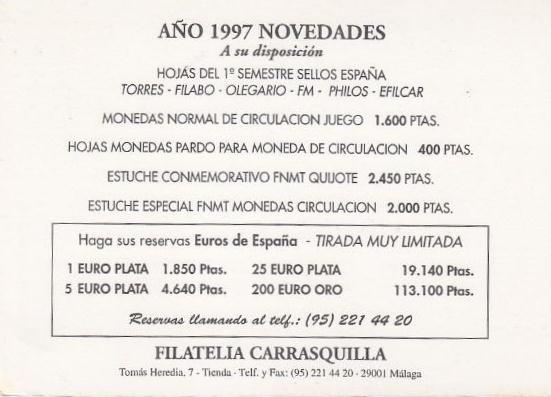 AÑO 1997 NOVEDADES
A su disposición
HOJAS DEL 1º SEMESTRE SELLOS ESPAÑA
TORRES - FILABO - OLEGARIO - FM - PHILOS - EFILCAR
MONEDAS NORMAL DE CIRCULACION JUEGO 1.600 PTAS.
HOJAS MONEDAS PARDO PARA MONEDA DE CIRCULACION 400 PTAS.
ESTUCHE CONMEMORATIVO FNMT QUIJOTE 2.450 PTAS.
ESTUCHE ESPECIAL FNMT MONEDAS CIRCULACION 2.000 PTAS.
Haga sus reservas Euros de España - TIRADA MUY LIMITADA
1 EURO PLATA 1.850 Ptas. 25 EURO PLATA 19.140 Ptas.
5 EURO PLATA 4.640 Ptas. 200 EURO ORO 113.100 Ptas.
Reservas llamando al telf.: (95) 221 44 20
FILATELIA CARRASQUILLA
Tomás Heredia, 7 - Tienda - Telf. y Fax: (95) 221 44 20 - 29001 Málaga